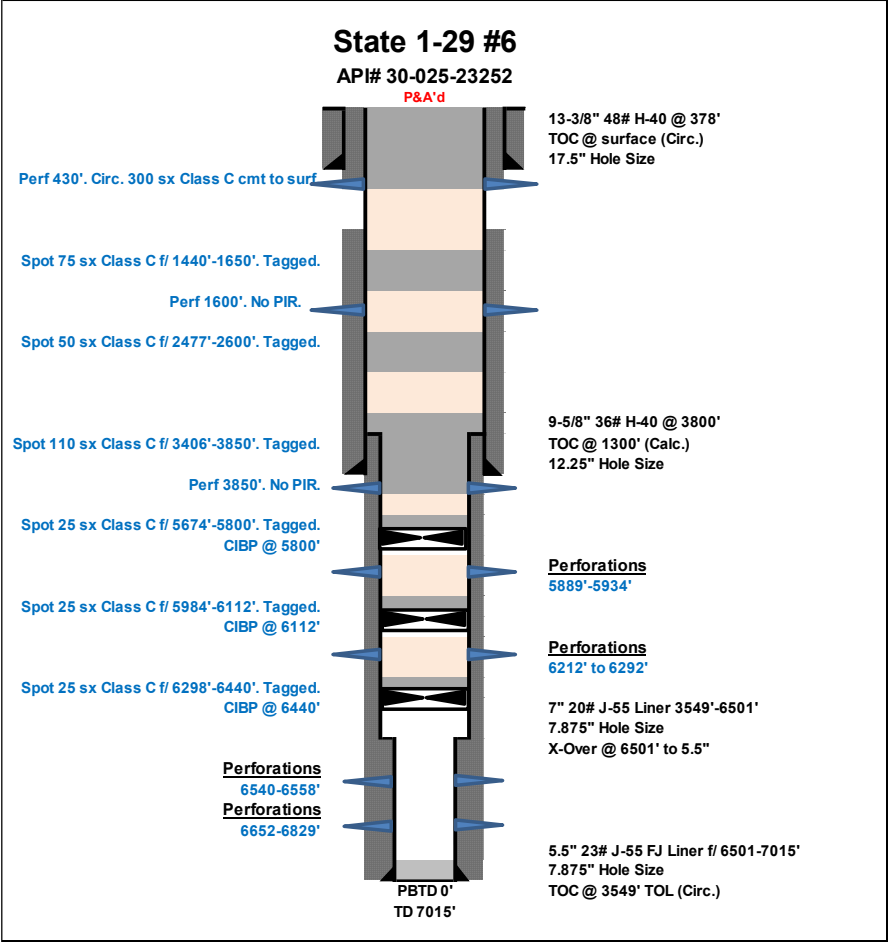 State 1-29 #6
API# 30-025-23252
P&A'd
13-3/8" 48# H-40 @ 378'
TOC @ surface (Circ.)
17.5" Hole Size
Perf 430'. Circ. 300 sx Class C cmt to surf.
Spot 75 sx Class C f/ 1440'-1650'. Tagged.
Perf 1600'. No PIR.
Spot 50 sx Class C f/ 2477'-2600'. Tagged.
9-5/8" 36# H-40 @ 3800'
TOC @ 1300' (Calc.)
12.25" Hole Size
Spot 110 sx Class C f/ 3406'-3850'. Tagged.
Perf 3850'. No PIR.
Spot 25 sx Class C f/ 5674'-5800'. Tagged.
CIBP @ 5800'
Perforations
5889'-5934'
Spot 25 sx Class C f/ 5984'-6112'. Tagged.
CIBP @ 6112'
Perforations
6212' to 6292'
Spot 25 sx Class C f/ 6298'-6440'. Tagged.
CIBP @ 6440'
7" 20# J-55 Liner 3549'-6501'
7.875" Hole Size
X-Over @ 6501' to 5.5"
Perforations
6540-6558'
Perforations
6652-6829'
5.5" 23# J-55 FJ Liner f/ 6501-7015'
7.875" Hole Size
TOC @ 3549' TOL (Circ.)
PBTD 0'
TD 7015'